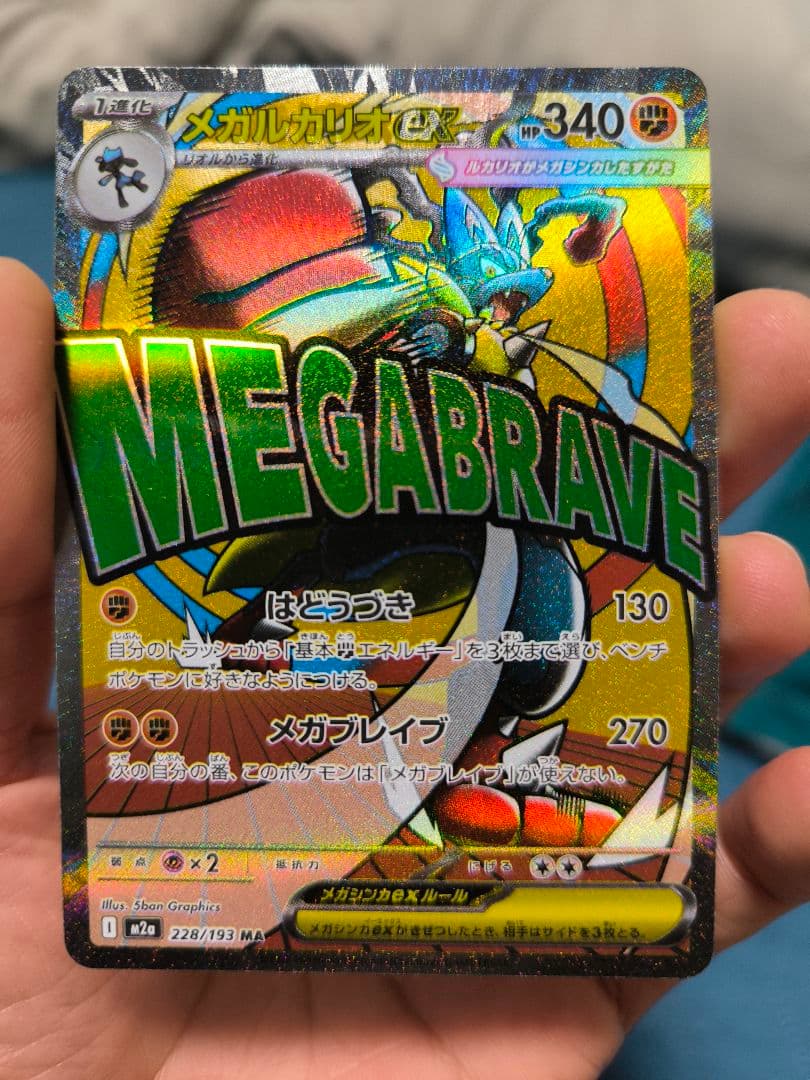 1進化
メガルカリオex
HP 340
リオルから進化
ルカリオがメガシンカしたすがた
MEGABRAVE
はどうづき 130
自分のトラッシュから「基本エネルギー」を3枚まで選び、ベンチ
ポケモンに好きなようにつける。
メガブレイブ 270
次の自分の番、このポケモンは「メガブレイブ」が使えない。
弱点 ×2 抵抗力 にげる
Illus. 5ban Graphics
メガシンカexルール
メガシンカexがきぜつしたとき、相手はサイドを3枚とる。
I m2a 228/193 MA